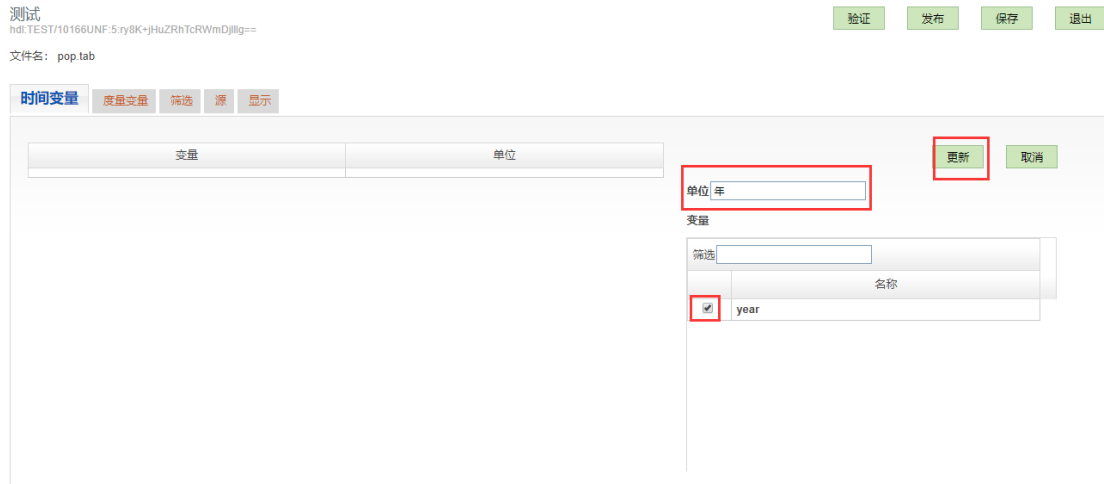 测试
验证 发布 保存 退出
hdl:TEST/10166UNF:5:ry8K+jHuZRhTcRWmDjlllg==
文件名: pop.tab
时间变量 度量变量 筛选 源 显示
变量 单位
更新 取消
单位 年
变量
筛选
名称
year